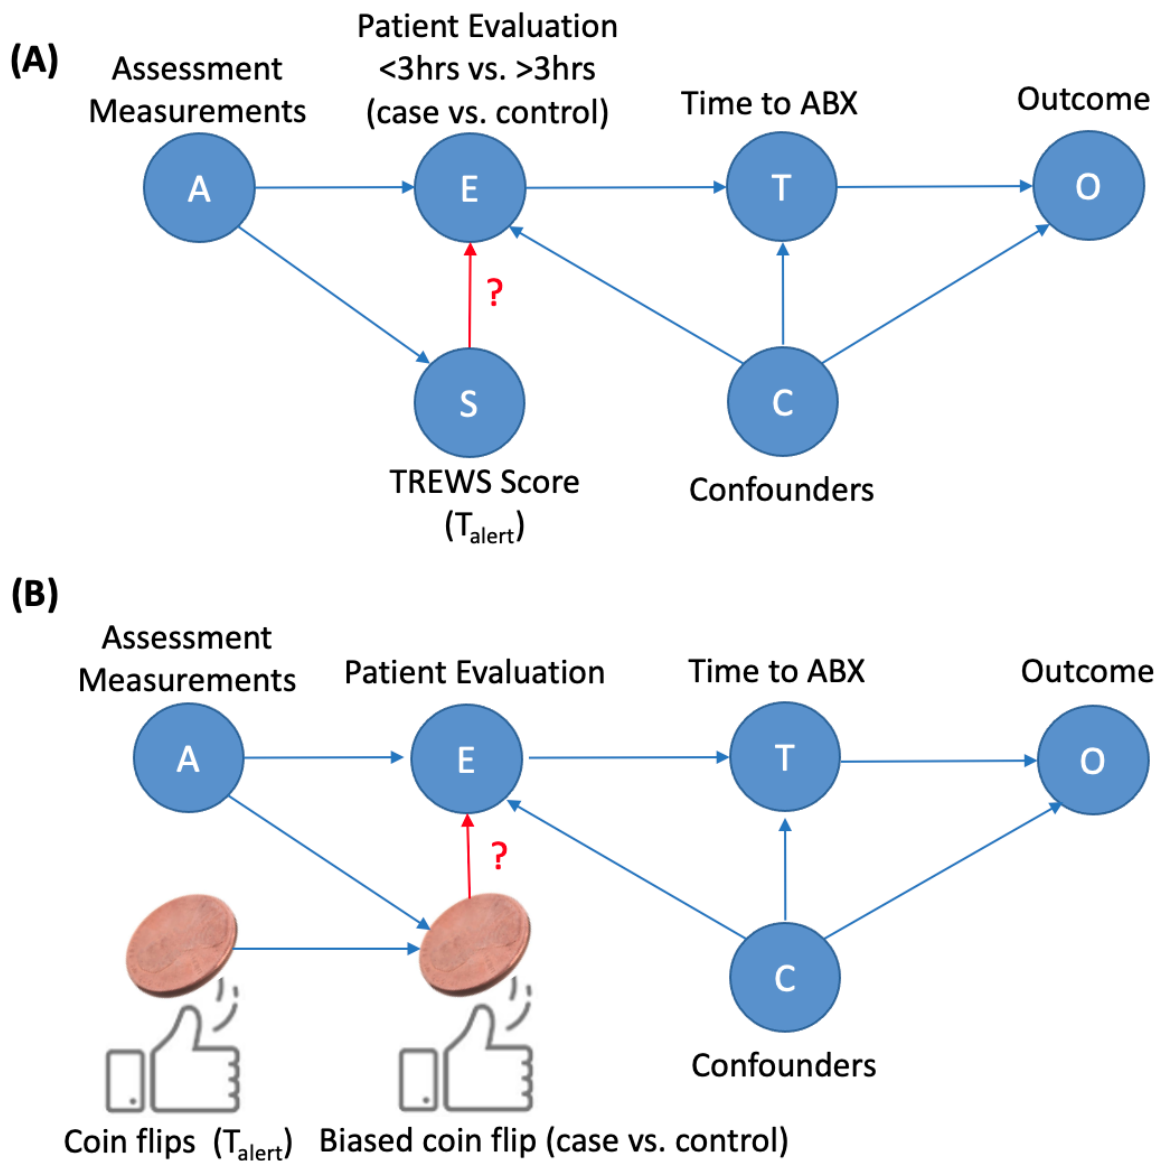 (A)
Assessment
Measurements
Patient Evaluation
<3hrs vs. >3hrs
(case vs. control)
Time to ABX
Outcome
A
E
T
O
?
S
C
TREWS Score
(Talert)
Confounders
(B)
Assessment
Measurements
Patient Evaluation
Time to ABX
Outcome
A
E
T
O
?
C
Confounders
Coin flips (Talert)
Biased coin flip (case vs. control)